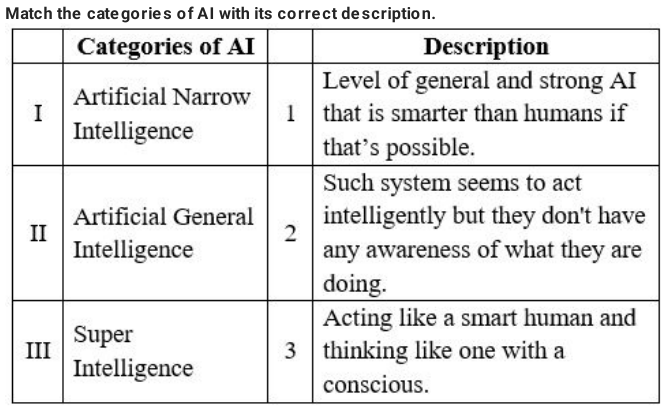 Match the categories of AI with its correct description.
Categories of AI Description
I Artificial Narrow Intelligence 1 Level of general and strong AI
that is smarter than humans if
that's possible.
II Artificial General Intelligence 2 Such system seems to act
intelligently but they don't have
any awareness of what they are
doing.
III Super Intelligence 3 Acting like a smart human and
thinking like one with a
conscious.